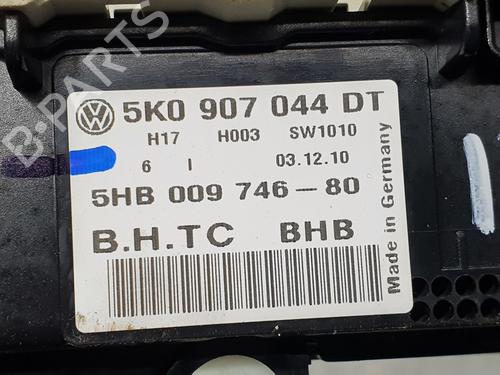 B-Parts
5K0 907 044 DT
H17 H003 SW1010
6 I 03.12.10
5HB 009 746-80
B.H.TC BHB
Made in Germany